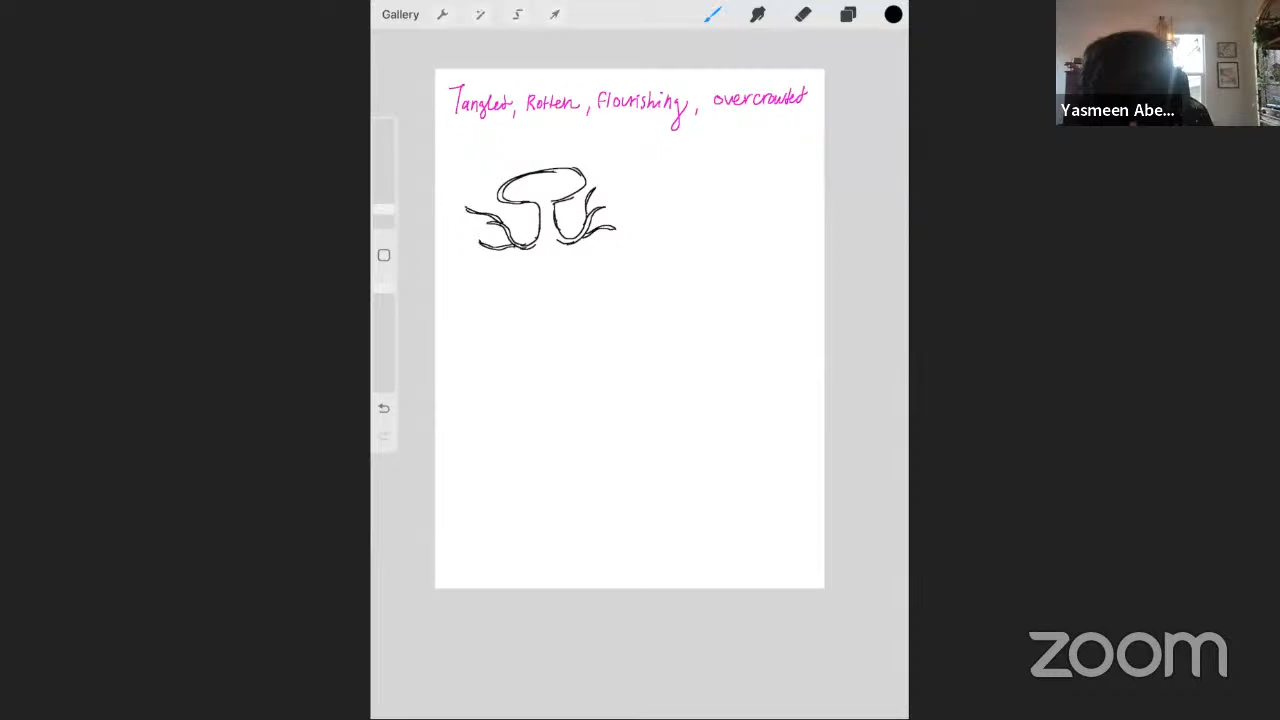 Gallery
Tangled, Rotten, flourishing, overcrowded
Yasmeen Abe...
zoom